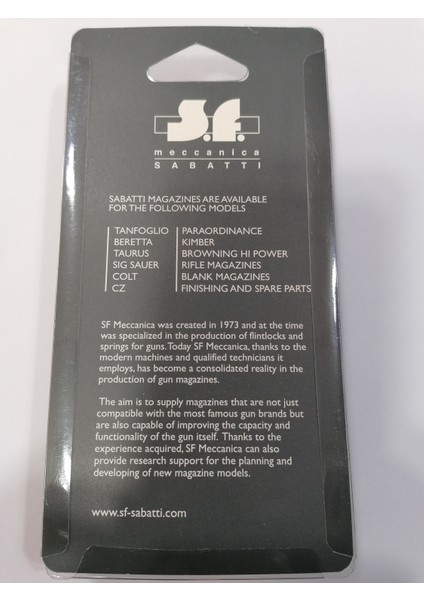 S.F.
meccanica
SABATTI
SABATTI MAGAZINES ARE AVAILABLE
FOR THE FOLLOWING MODELS
TANFOGLIO
BERETTA
TAURUS
SIG SAUER
COLT
CZ
PARAORDINANCE
KIMBER
BROWNING HI POWER
RIFLE MAGAZINES
BLANK MAGAZINES
FINISHING AND SPARE PARTS
SF Meccanica was created in 1973 and at the time
was specialized in the production of flintlocks and
springs for guns. Today SF Meccanica, thanks to the
modern machines and qualified technicians it
employs, has become a consolidated reality in the
production of gun magazines.
The aim is to supply magazines that are not just
compatible with the most famous gun brands but
are also capable of improving the capacity and
functionality of the gun itself. Thanks to the
experience acquired, SF Meccanica can also
provide research support for the planning and
developing of new magazine models.
www.sf-sabatti.com